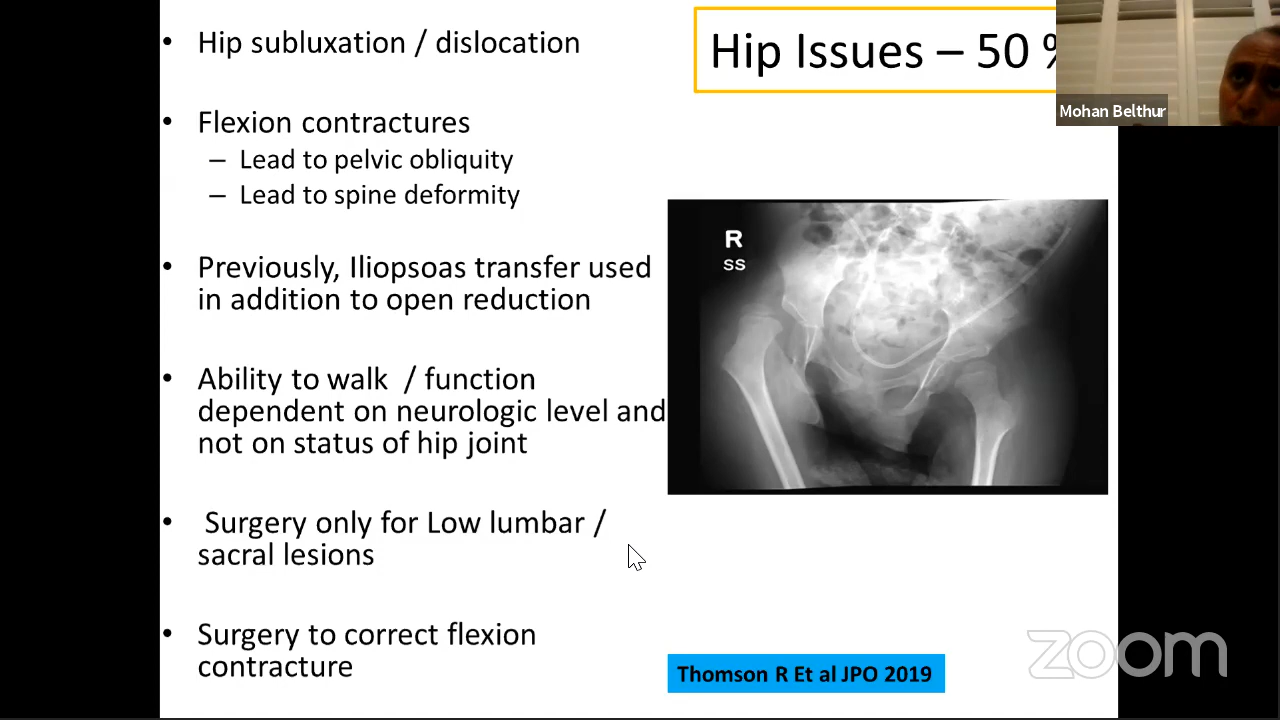 • Hip subluxation / dislocation
• Flexion contractures
– Lead to pelvic obliquity
– Lead to spine deformity
• Previously, Iliopsoas transfer used
in addition to open reduction
• Ability to walk / function
dependent on neurologic level and
not on status of hip joint
• Surgery only for Low lumbar /
sacral lesions
• Surgery to correct flexion
contracture
Hip Issues – 50 %
Mohan Belthur
R
SS
Thomson R Et al JPO 2019
zoom